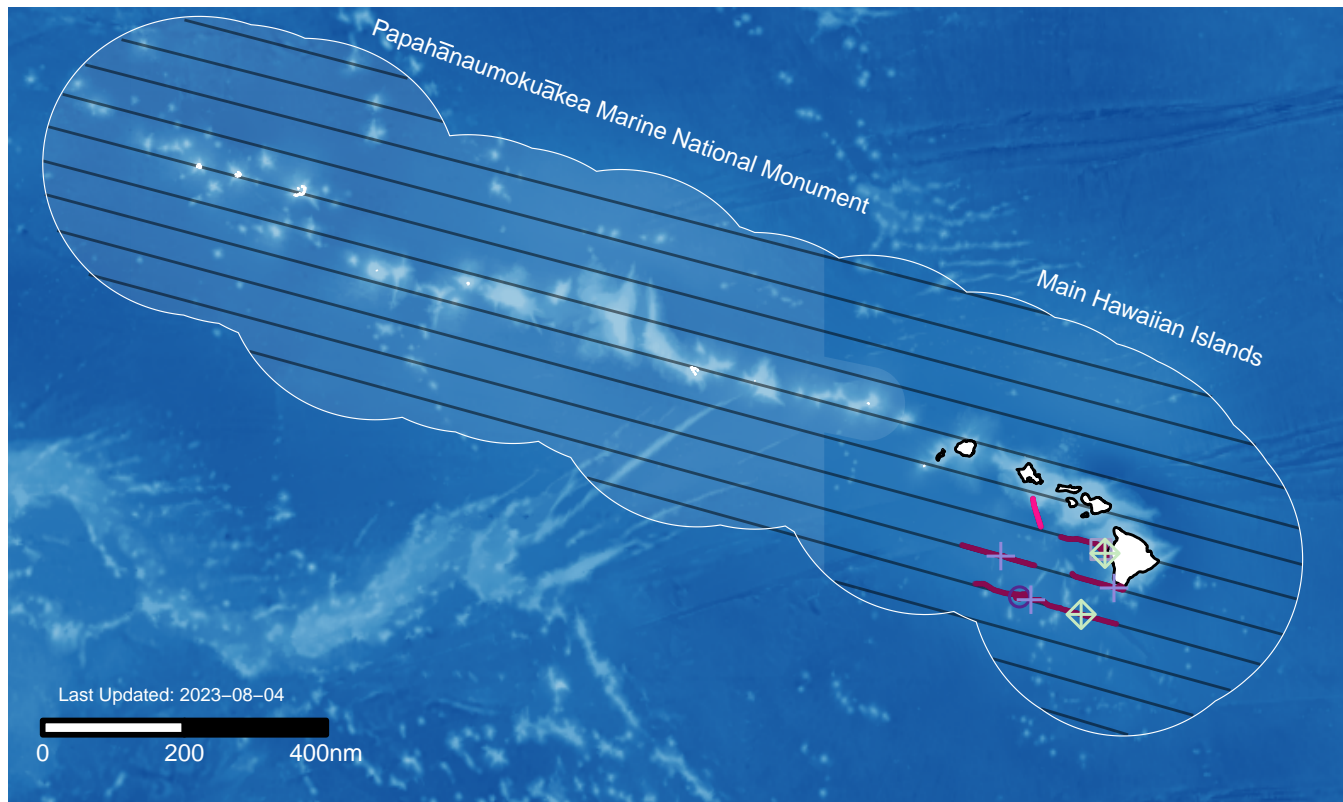 Papahānaumokuākea Marine National Monument
Main Hawaiian Islands
Last Updated: 2023−08−04
0 200 400nm